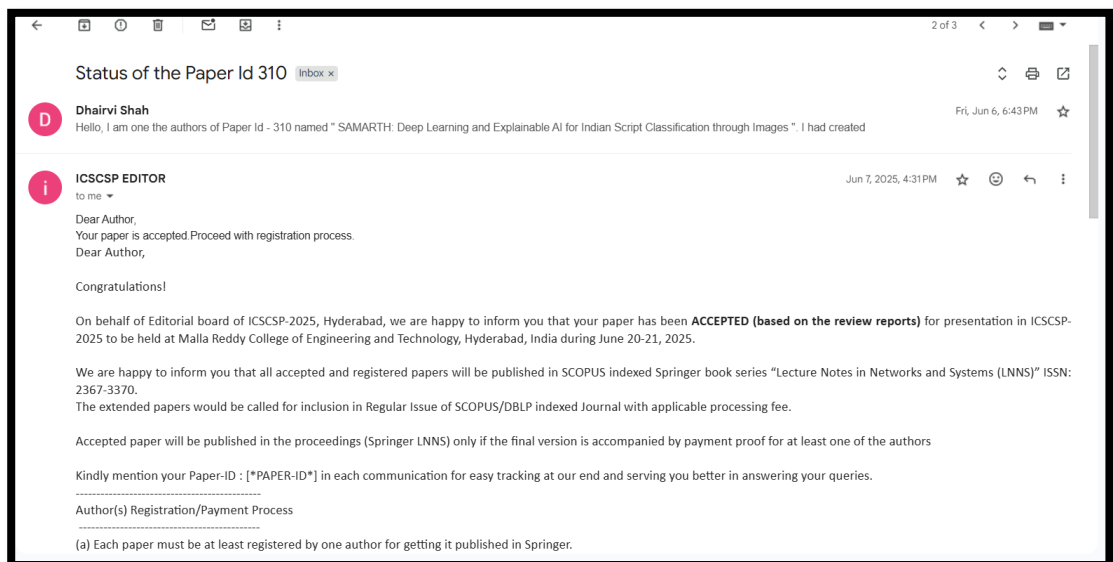 2 of 3
Status of the Paper Id 310 Inbox x
D
Dhairvi Shah
Fri, Jun 6, 6:43 PM
Hello, I am one the authors of Paper Id - 310 named " SAMARTH: Deep Learning and Explainable AI for Indian Script Classification through Images ". I had created
i
ICSCSP EDITOR
Jun 7, 2025, 4:31 PM
to me
Dear Author,
Your paper is accepted.Proceed with registration process.
Dear Author,
Congratulations!
On behalf of Editorial board of ICSCSP-2025, Hyderabad, we are happy to inform you that your paper has been ACCEPTED (based on the review reports) for presentation in ICSCSP-
2025 to be held at Malla Reddy College of Engineering and Technology, Hyderabad, India during June 20-21, 2025.
We are happy to inform you that all accepted and registered papers will be published in SCOPUS indexed Springer book series “Lecture Notes in Networks and Systems (LNNS)” ISSN:
2367-3370.
The extended papers would be called for inclusion in Regular Issue of SCOPUS/DBLP indexed Journal with applicable processing fee.
Accepted paper will be published in the proceedings (Springer LNNS) only if the final version is accompanied by payment proof for at least one of the authors
Kindly mention your Paper-ID : [*PAPER-ID*] in each communication for easy tracking at our end and serving you better in answering your queries.
--------------------------------------------
Author(s) Registration/Payment Process
--------------------------------------------
(a) Each paper must be at least registered by one author for getting it published in Springer.